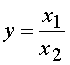 y = x₁ / x₂